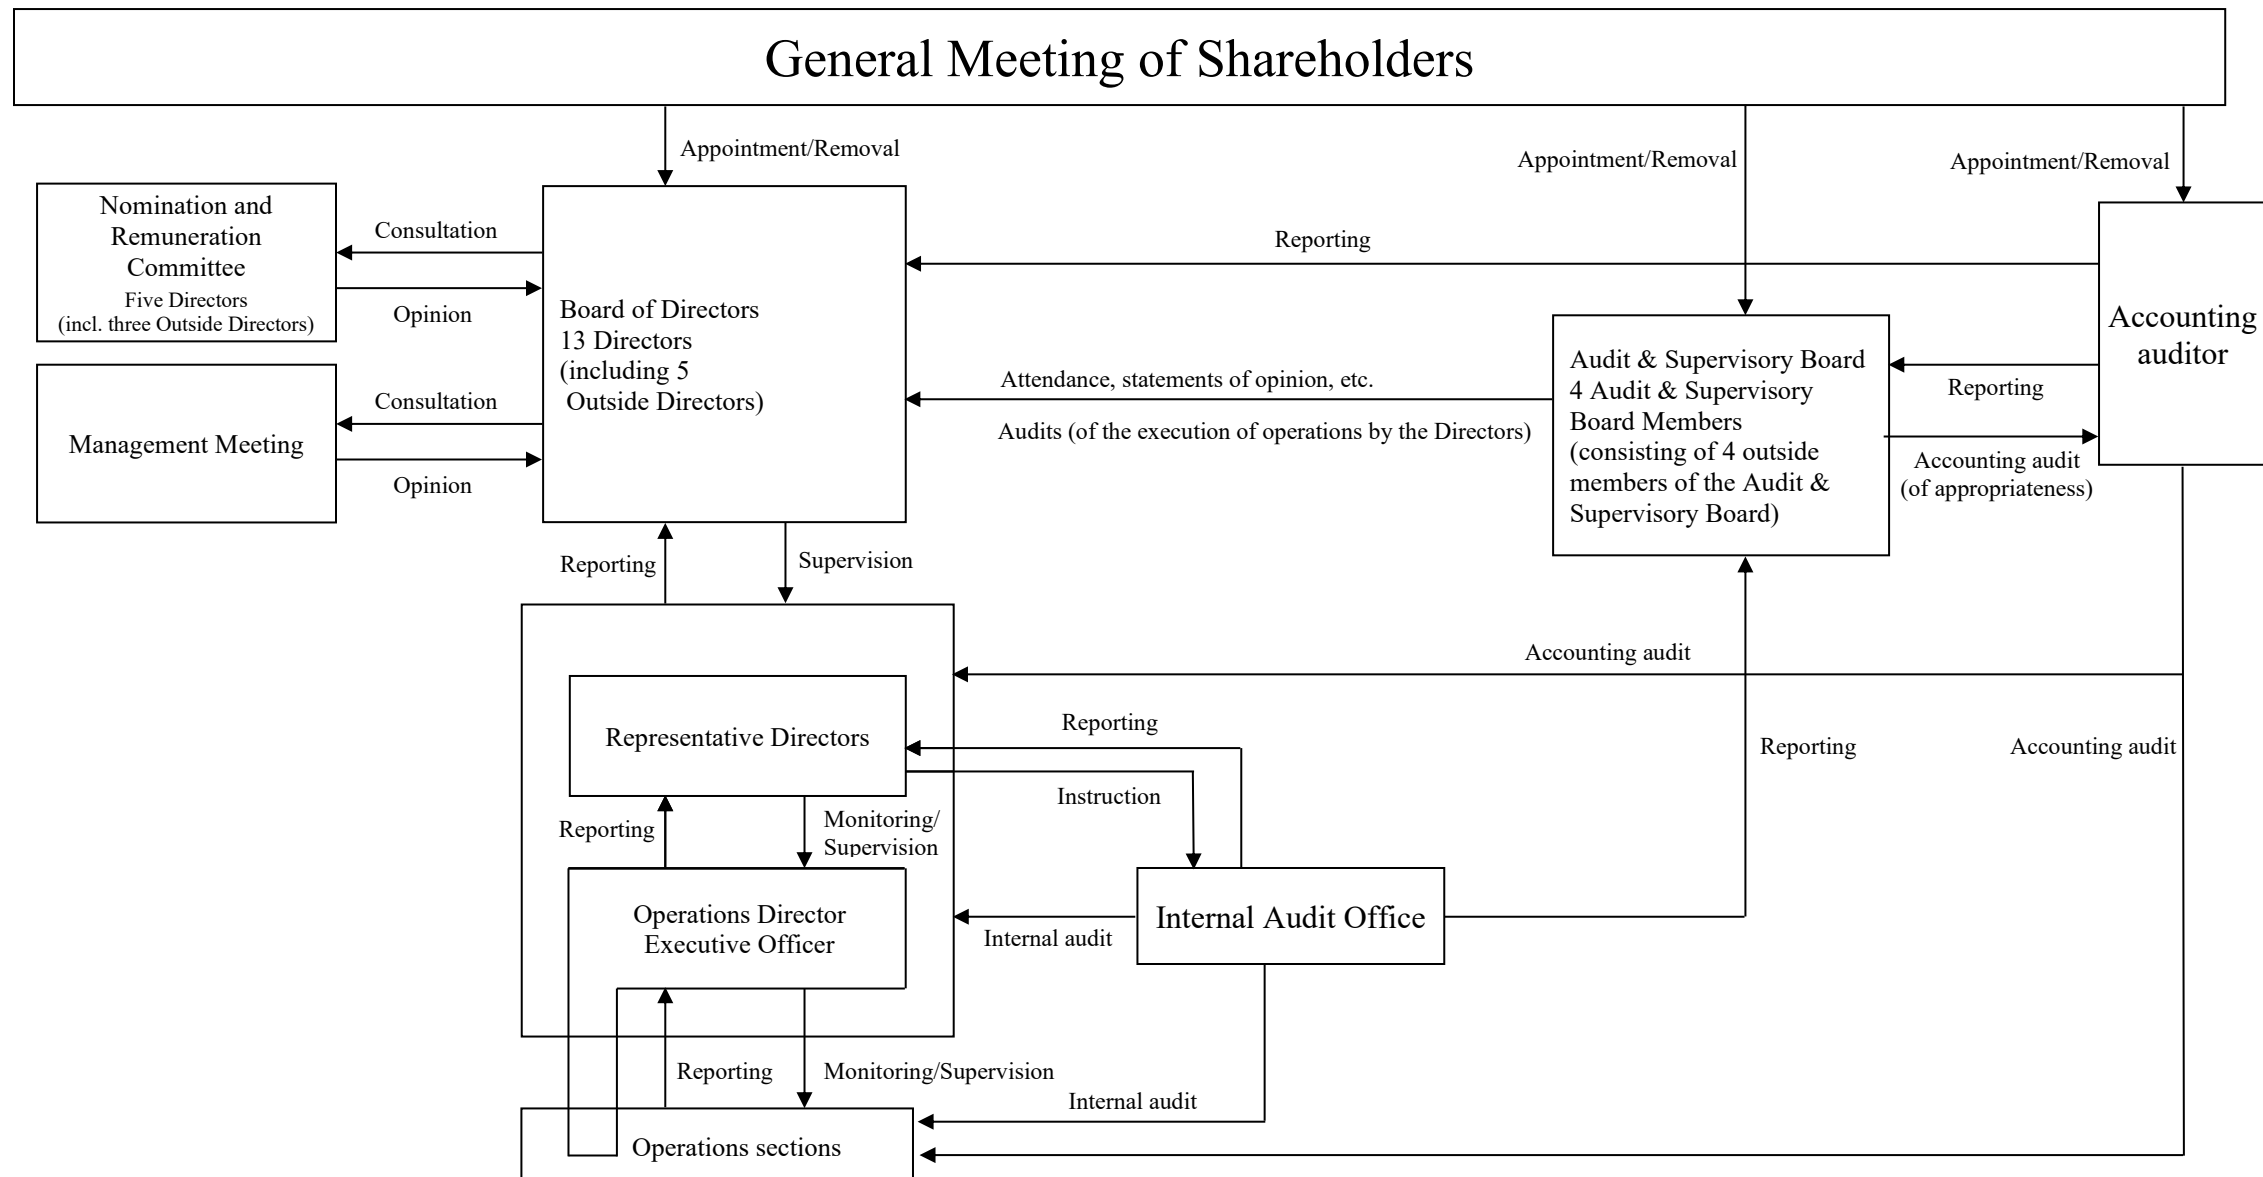 General Meeting of Shareholders
Appointment/Removal
Appointment/Removal
Appointment/Removal
Nomination and
Remuneration
Committee
Five Directors
(incl. three Outside Directors)
Consultation
Opinion
Management Meeting
Consultation
Opinion
Board of Directors
13 Directors
(including 5
Outside Directors)
Reporting
Attendance, statements of opinion, etc.
Audits (of the execution of operations by the Directors)
Audit & Supervisory Board
4 Audit & Supervisory
Board Members
(consisting of 4 outside
members of the Audit &
Supervisory Board)
Accounting
auditor
Reporting
Accounting audit
(of appropriateness)
Reporting
Supervision
Accounting audit
Representative Directors
Reporting
Instruction
Reporting
Accounting audit
Reporting
Monitoring/
Supervision
Operations Director
Executive Officer
Internal audit
Internal Audit Office
Reporting
Monitoring/Supervision
Internal audit
Operations sections